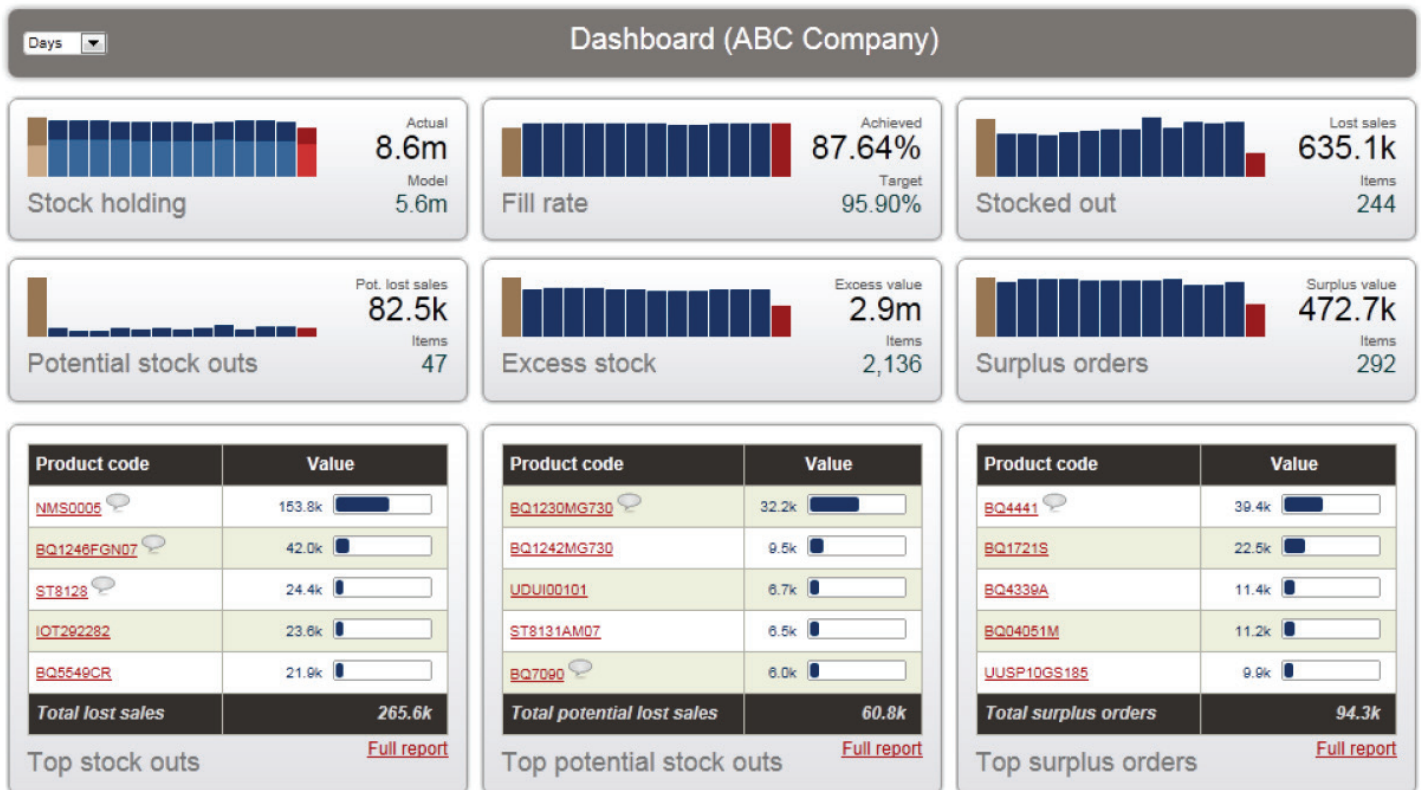 Days
Dashboard (ABC Company)
Actual
8.6m
Model
5.6m
Stock holding
Achieved
87.64%
Target
95.90%
Fill rate
Lost sales
635.1k
Items
244
Stocked out
Pot. lost sales
82.5k
Items
47
Potential stock outs
Excess value
2.9m
Items
2,136
Excess stock
Surplus value
472.7k
Items
292
Surplus orders
Product code Value
NMS0005 153.8k
BQ1246FGN07 42.0k
ST8128 24.4k
IOT292282 23.6k
BQ5549CR 21.9k
Total lost sales 265.6k
Full report
Top stock outs
Product code Value
BQ1230MG730 32.2k
BQ1242MG730 9.5k
UDUI00101 6.7k
ST8131AM07 6.5k
BQ7090 6.0k
Total potential lost sales 60.8k
Full report
Top potential stock outs
Product code Value
BQ4441 39.4k
BQ1721S 22.5k
BQ4339A 11.4k
BQ04051M 11.2k
UUSP10GS185 9.9k
Total surplus orders 94.3k
Full report
Top surplus orders